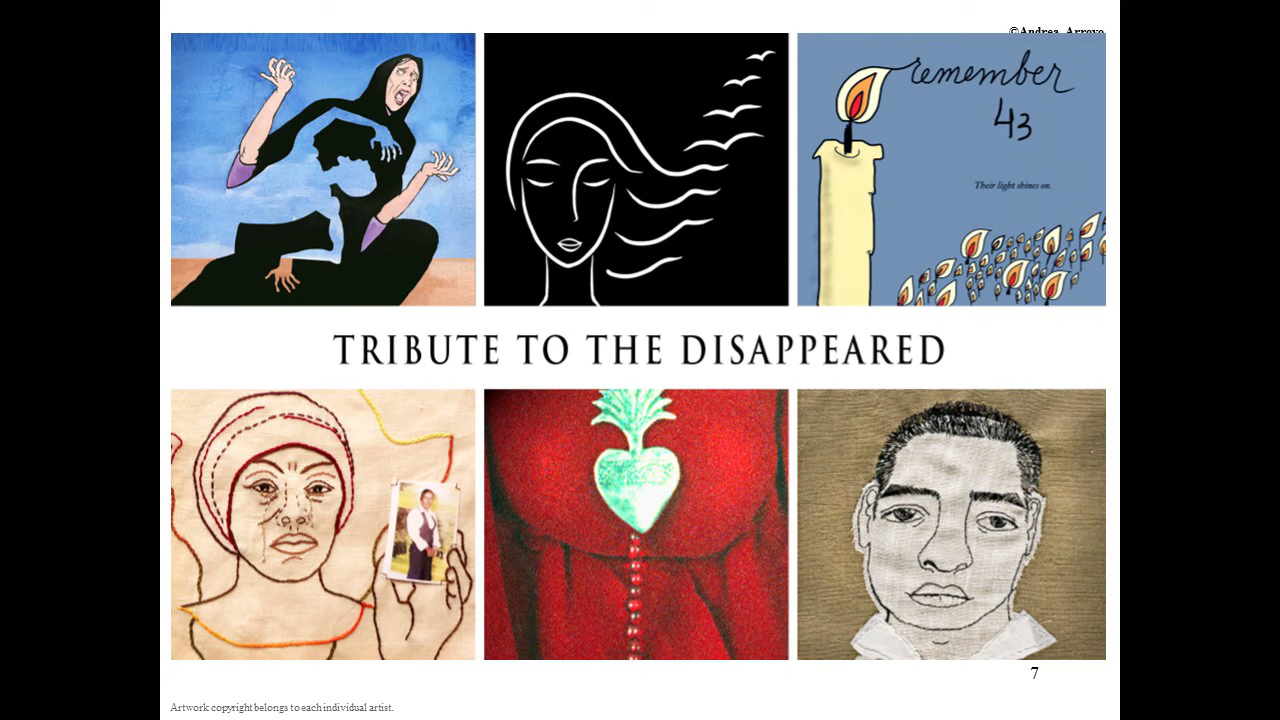 ©Andrea Arroyo
remember
43
Their light shines on.
TRIBUTE TO THE DISAPPEARED
7
Artwork copyright belongs to each individual artist.